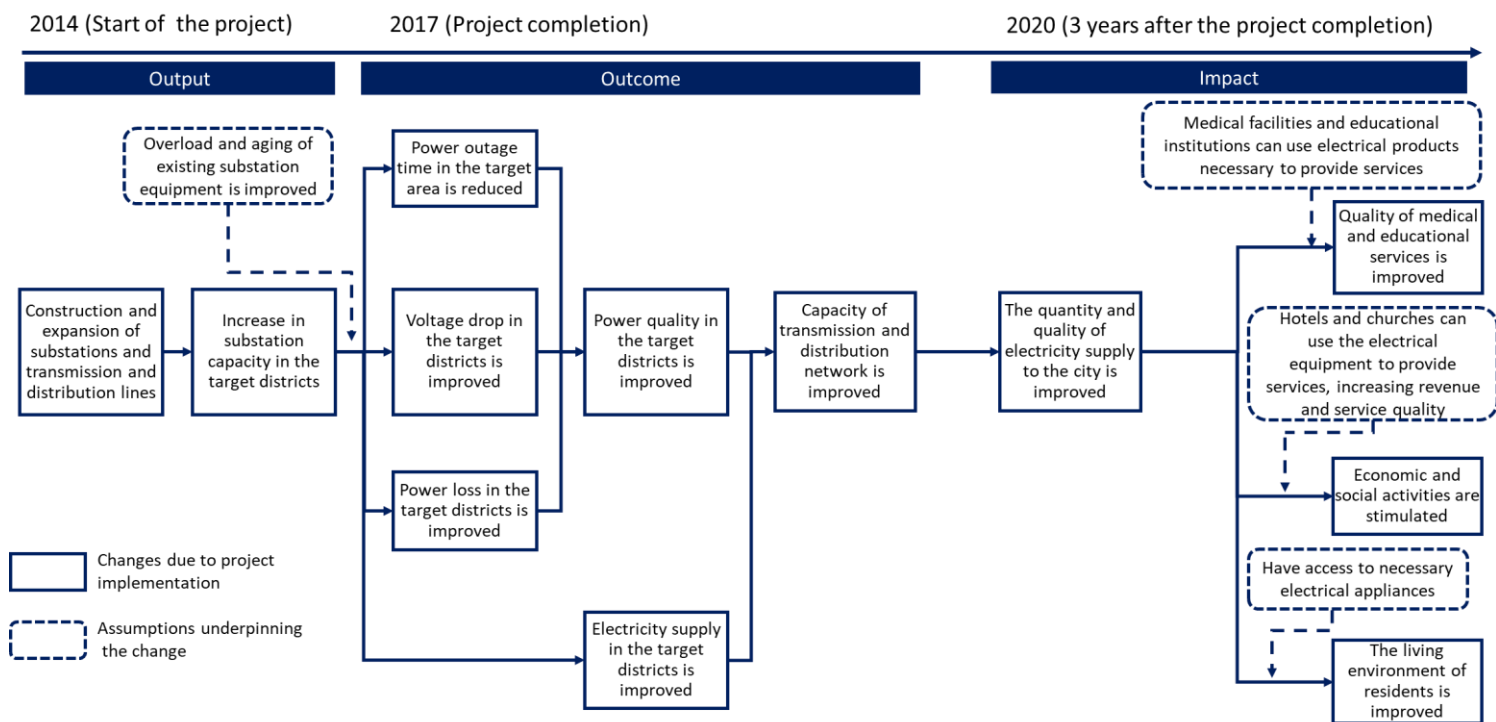 2014 (Start of the project)
2017 (Project completion)
2020 (3 years after the project completion)
Output
Outcome
Impact
Overload and aging of
existing substation
equipment is improved
Power outage
time in the target
area is reduced
Medical facilities and educational
institutions can use electrical products
necessary to provide services
Quality of medical
and educational
services is
improved
Construction and
expansion of
substations and
transmission and
distribution lines
Increase in
substation
capacity in the
target districts
Voltage drop in
the target
districts is
improved
Power quality in
the target
districts is
improved
Capacity of
transmission and
distribution
network is
improved
The quantity and
quality of
electricity supply
to the city is
improved
Hotels and churches can
use the electrical
equipment to provide
services, increasing revenue
and service quality
Power loss in the
target districts is
improved
Economic and
social activities are
stimulated
Changes due to project
implementation
Have access to necessary
electrical appliances
Assumptions underpinning
the change
Electricity supply
in the target
districts is
improved
The living
environment of
residents is
improved